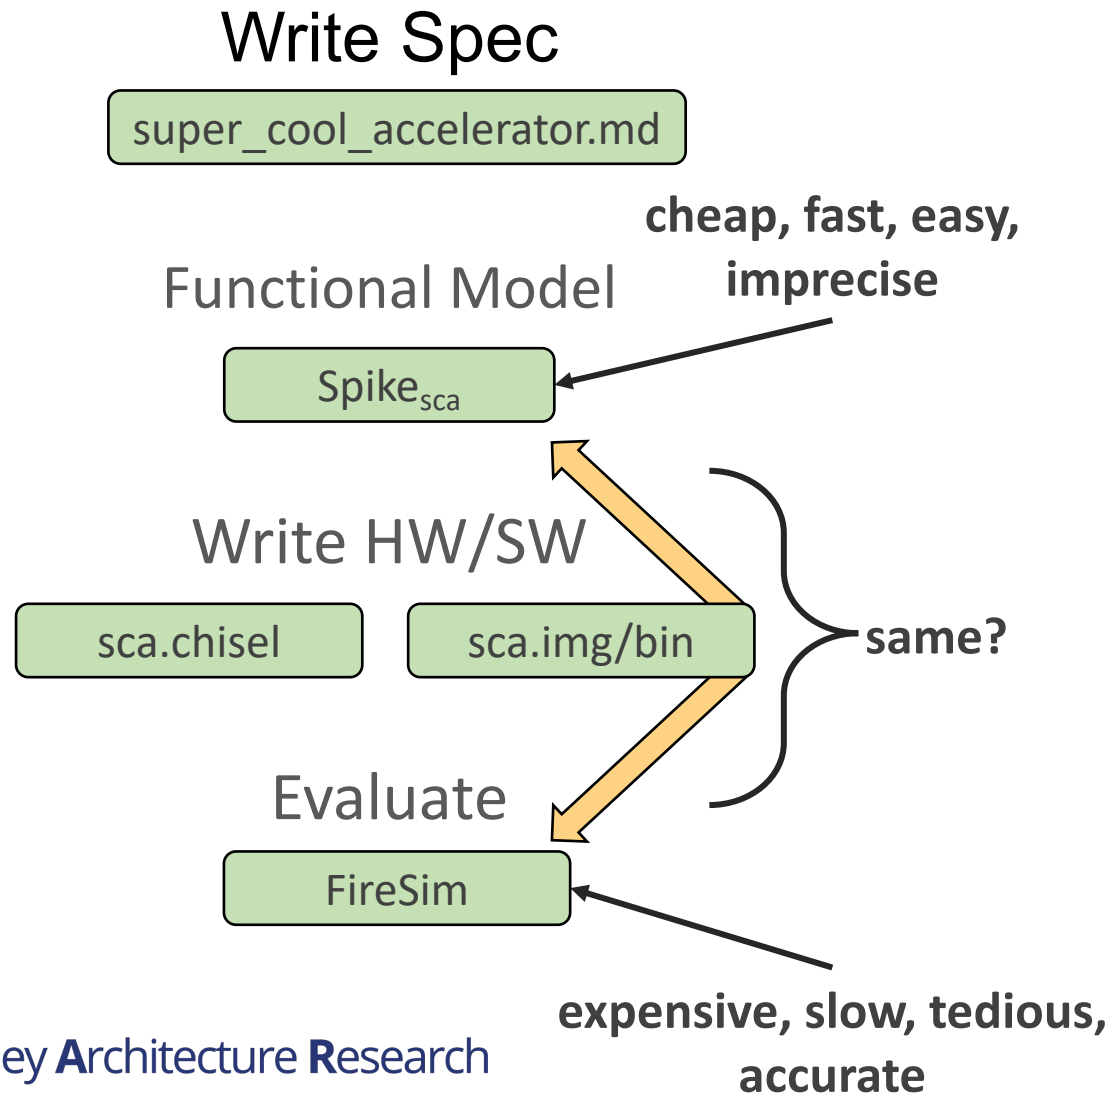 Write Spec
super_cool_accelerator.md
cheap, fast, easy,
imprecise
Functional Model
Spikesca
Write HW/SW
sca.chisel
sca.img/bin
same?
Evaluate
FireSim
expensive, slow, tedious,
accurate
ey Architecture Research